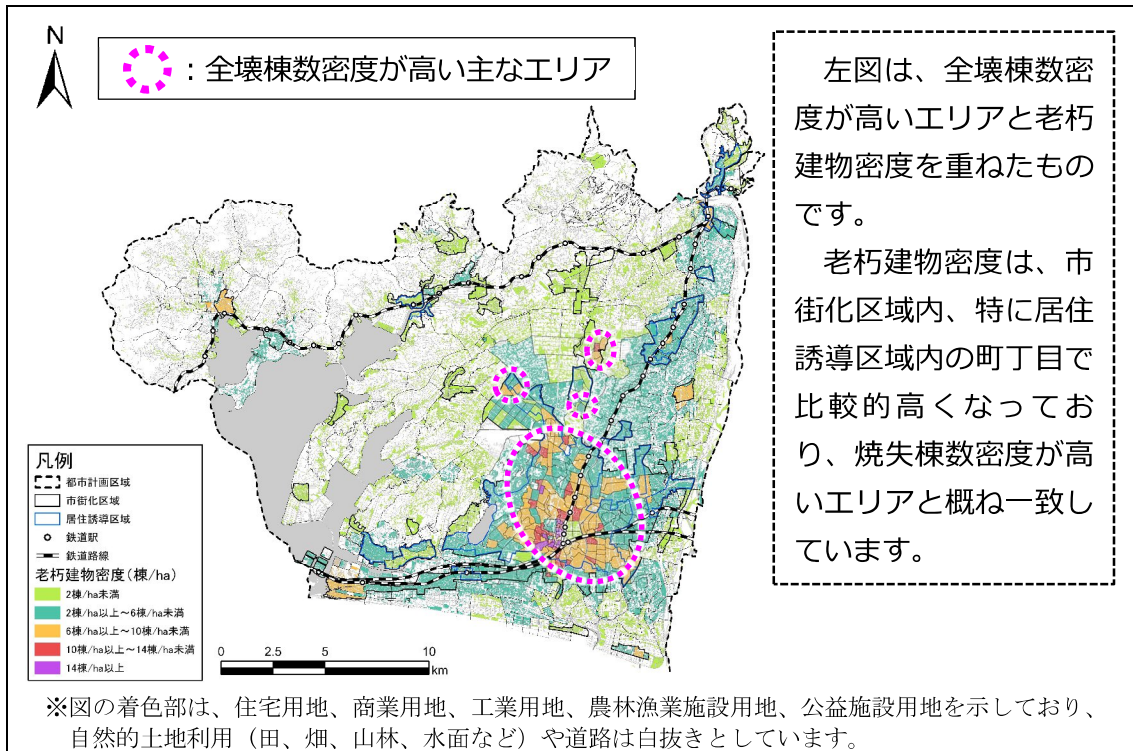 N
：全壊棟数密度が高い主なエリア
左図は、全壊棟数密
度が高いエリアと老朽
建物密度を重ねたもの
です。
老朽建物密度は、市
街化区域内、特に居住
誘導区域内の町丁目で
比較的高くなってお
り、焼失棟数密度が高
いエリアと概ね一致し
ています。
凡例
都市計画区域
市街化区域
居住誘導区域
鉄道駅
鉄道路線
老朽建物密度(棟/ha)
2棟/ha未満
2棟/ha以上～6棟/ha未満
6棟/ha以上～10棟/ha未満
10棟/ha以上～14棟/ha未満
14棟/ha以上
0 2.5 5 10
km
※図の着色部は、住宅用地、商業用地、工業用地、農林漁業施設用地、公益施設用地を示しており、
自然的土地利用（田、畑、山林、水面など）や道路は白抜きとしています。